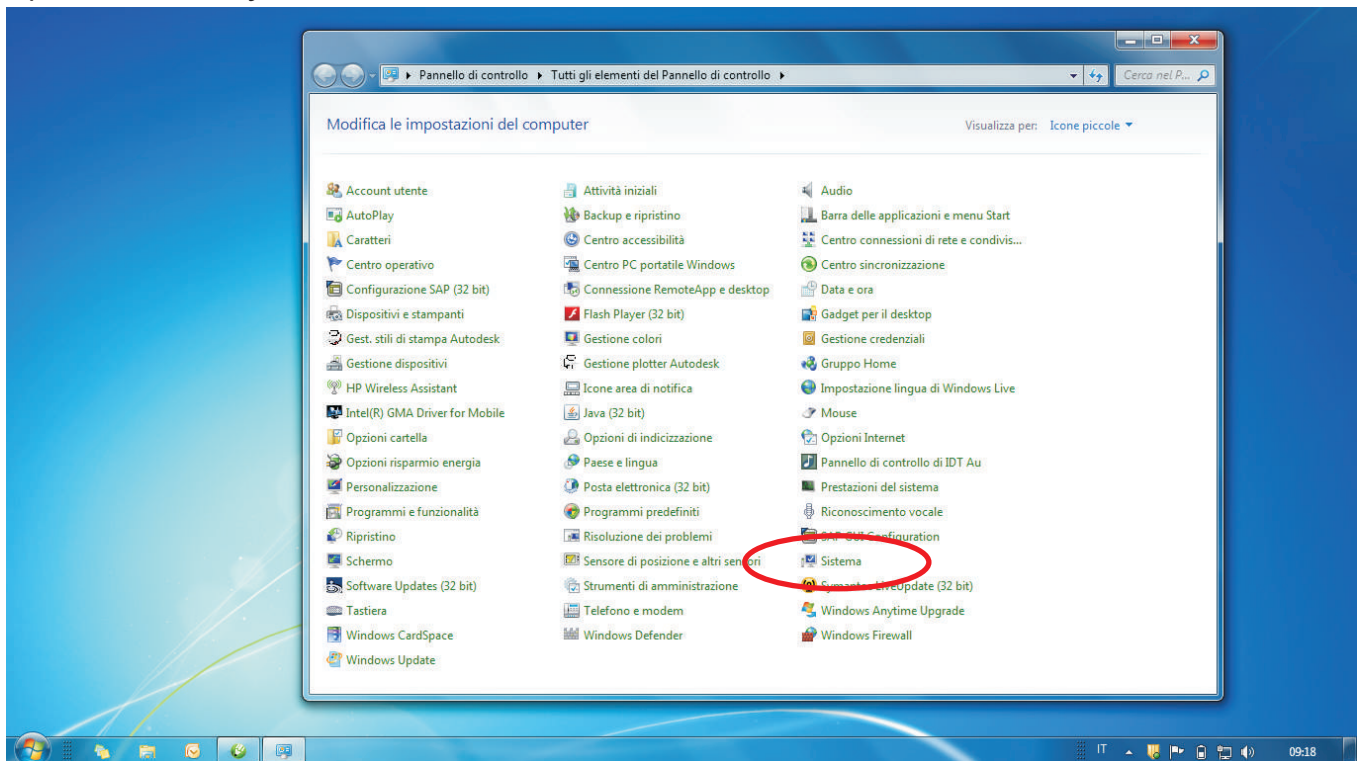 Pannello di controllo Tutti gli elementi del Pannello di controllo Cerca nel P...
Modifica le impostazioni del computer Visualizza per: Icone piccole
Account utente Attività iniziali Audio
AutoPlay Backup e ripristino Barra delle applicazioni e menu Start
Caratteri Centro accessibilità Centro connessioni di rete e condivis...
Centro operativo Centro PC portatile Windows Centro sincronizzazione
Configurazione SAP (32 bit) Connessione RemoteApp e desktop Data e ora
Dispositivi e stampanti Flash Player (32 bit) Gadget per il desktop
Gest. stili di stampa Autodesk Gestione colori Gestione credenziali
Gestione dispositivi Gestione plotter Autodesk Gruppo Home
HP Wireless Assistant Icone area di notifica Impostazione lingua di Windows Live
Intel(R) GMA Driver for Mobile Java (32 bit) Mouse
Opzioni cartella Opzioni di indicizzazione Opzioni Internet
Opzioni risparmio energia Paese e lingua Pannello di controllo di IDT Au
Personalizzazione Posta elettronica (32 bit) Prestazioni del sistema
Programmi e funzionalità Programmi predefiniti Riconoscimento vocale
Ripristino Risoluzione dei problemi SAP GUI Configuration
Schermo Sensore di posizione e altri sensori Sistema
Software Updates (32 bit) Strumenti di amministrazione Symantec LiveUpdate (32 bit)
Tastiera Telefono e modem Windows Anytime Upgrade
Windows CardSpace Windows Defender Windows Firewall
Windows Update
IT 09:18